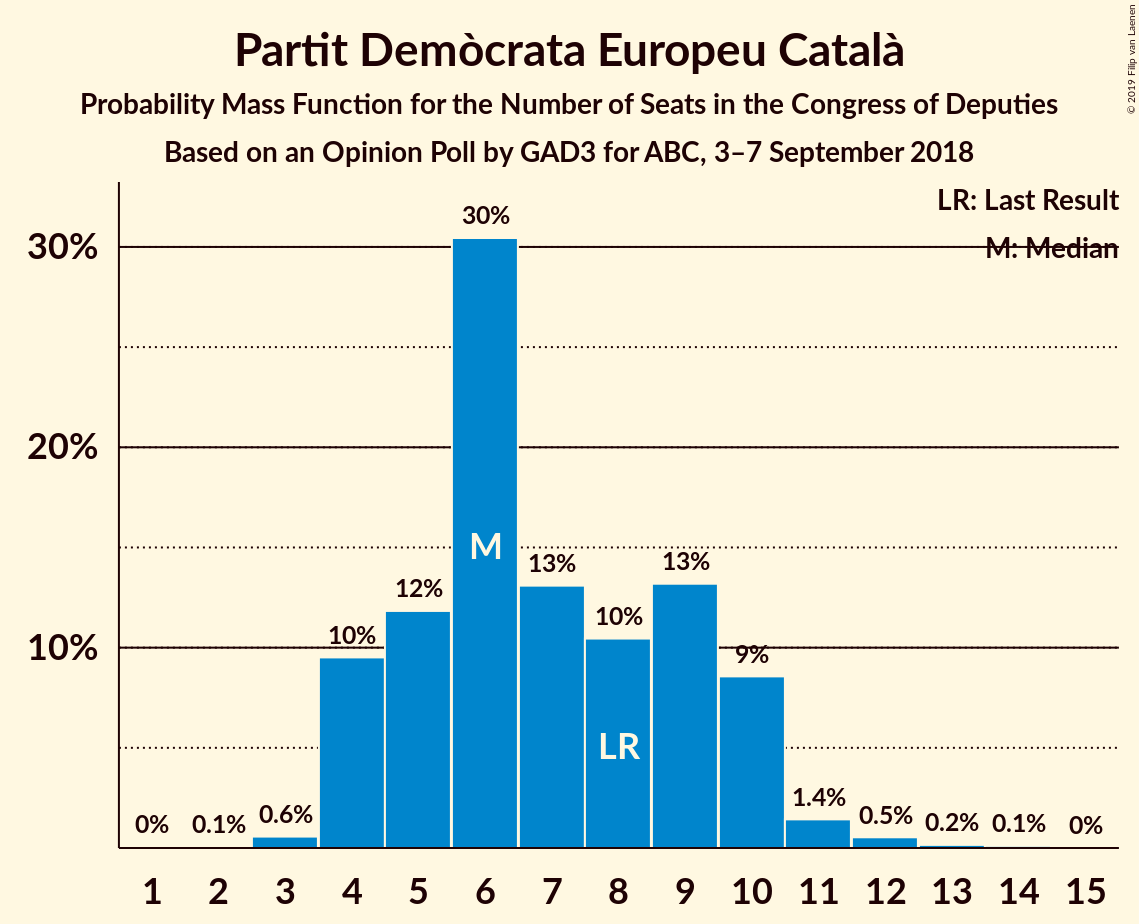 Partit Demòcrata Europeu Català
Probability Mass Function for the Number of Seats in the Congress of Deputies
Based on an Opinion Poll by GAD3 for ABC, 3–7 September 2018
© 2019 Filip van Laenen
LR: Last Result
M: Median
30%
20%
10%
0%
0.1%
0.6%
10%
12%
30%
13%
10%
13%
9%
1.4%
0.5%
0.2%
0.1%
0%
M
LR
1 2 3 4 5 6 7 8 9 10 11 12 13 14 15